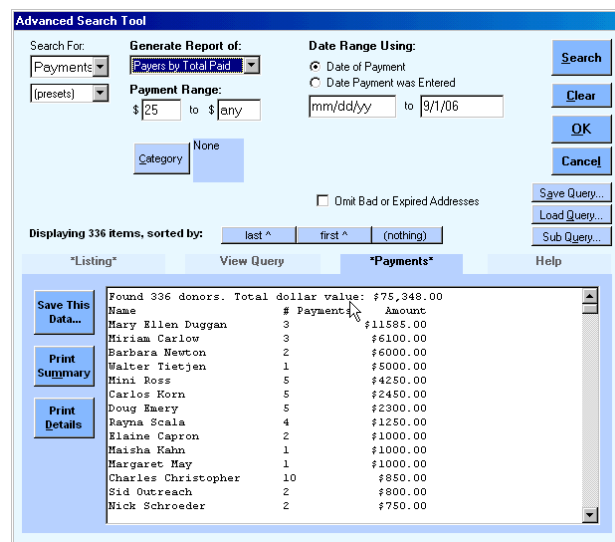 Advanced Search Tool
Search For: Generate Report of: Date Range Using:
Payments Payers by Total Paid Date of Payment Search
Date Payment was Entered
(presets) Payment Range: mm/dd/yy to 9/1/06 Clear
$ 25 to $ any
OK
None
Category Cancel
Omit Bad or Expired Addresses Save Query...
Load Query...
Displaying 336 items, sorted by: last ^ first ^ (nothing) Sub Query...
*Listing* View Query *Payments* Help
Save This Data...
Print Summary
Print Details
Found 336 donors. Total dollar value: $75,348.00
Name # Payments Amount
Mary Ellen Duggan 3 $11585.00
Miriam Carlow 3 $6100.00
Barbara Newton 2 $6000.00
Walter Tietjen 1 $5000.00
Mini Ross 5 $4250.00
Carlos Korn 5 $2450.00
Doug Emery 5 $2300.00
Rayna Scala 4 $1250.00
Elaine Capron 2 $1000.00
Maisha Kahn 1 $1000.00
Margaret May 1 $1000.00
Charles Christopher 10 $850.00
Sid Outreach 2 $800.00
Nick Schroeder 2 $750.00